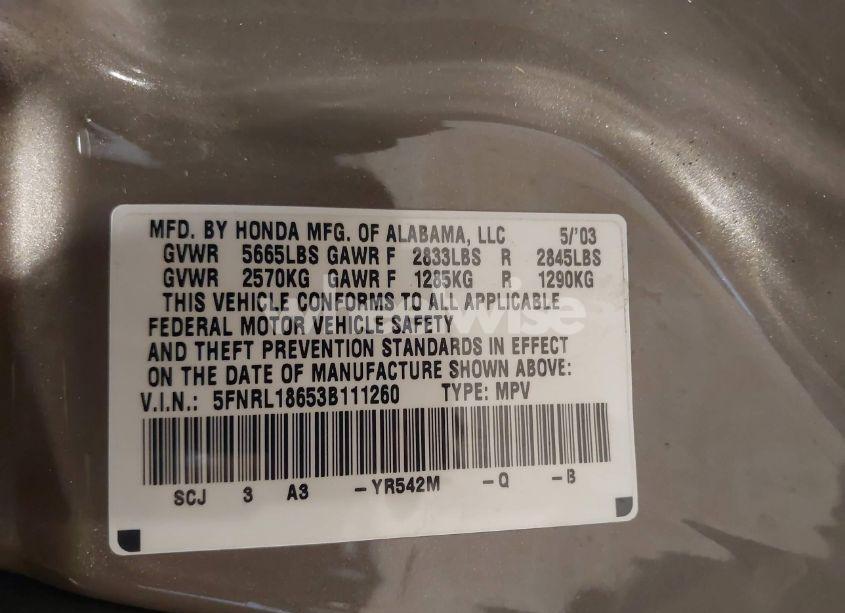 MFD. BY HONDA MFG. OF ALABAMA, LLC 5/'03
GVWR 5665LBS GAWR F 2833LBS R 2845LBS
GVWR 2570KG GAWR F 1285KG R 1290KG
THIS VEHICLE CONFORMS TO ALL APPLICABLE
FEDERAL MOTOR VEHICLE SAFETY
AND THEFT PREVENTION STANDARDS IN EFFECT
ON THE DATE OF MANUFACTURE SHOWN ABOVE:
V.I.N.: 5FNRL18653B111260 TYPE: MPV
SCJ 3 A3 -YR542M -Q -B